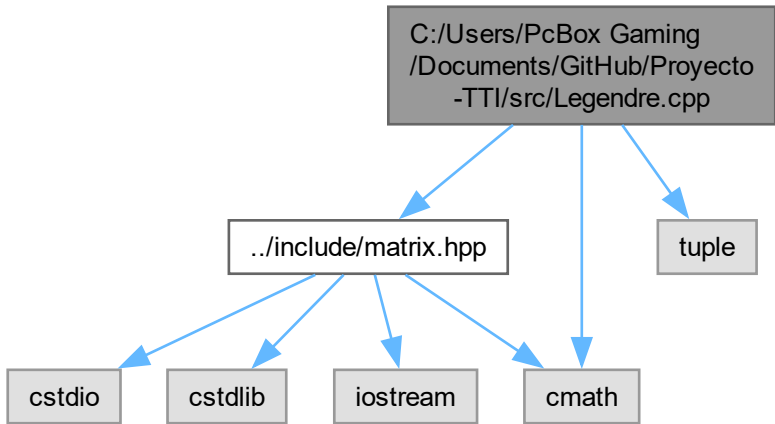 C:/Users/PcBox Gaming
/Documents/GitHub/Proyecto
-TTI/src/Legendre.cpp
../include/matrix.hpp
tuple
cstdio
cstdlib
iostream
cmath